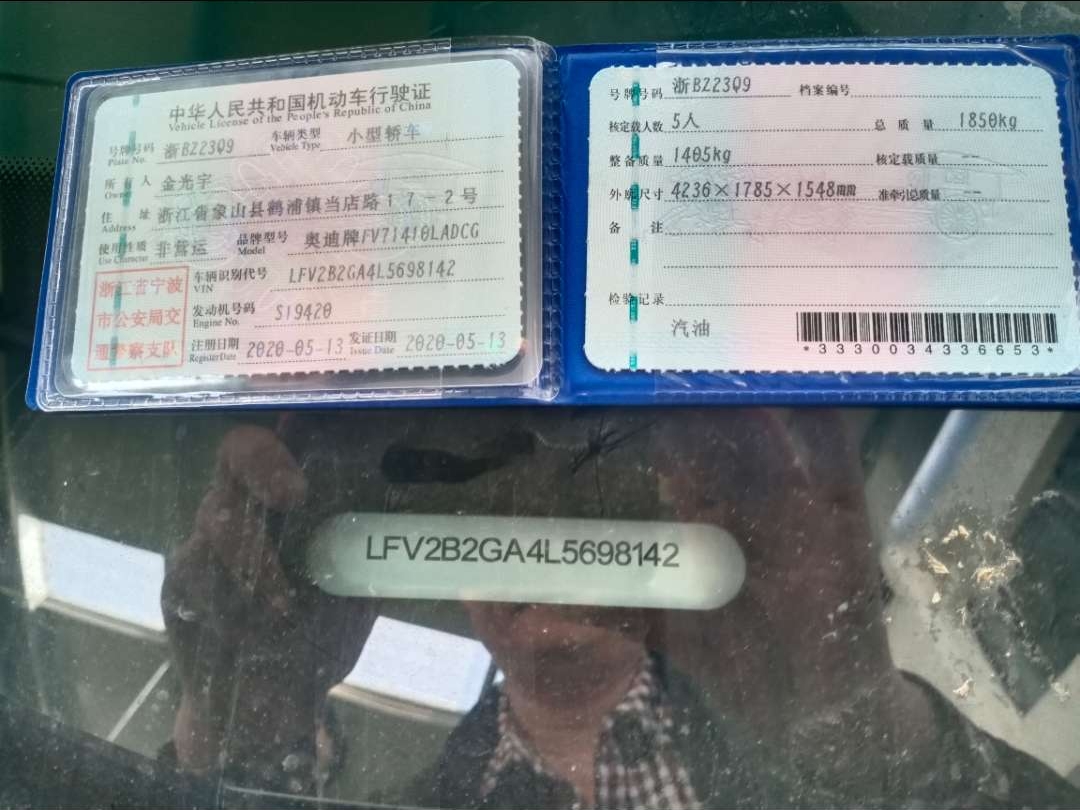 中华人民共和国机动车行驶证
Vehicle License of the People's Republic of China
号牌号码 Plate No. 浙BZ23Q9 车辆类型 Vehicle Type 小型轿车
所有人 Owner 金光宇
住址 Address 浙江省象山县鹤浦镇当店路17-2号
使用性质 Use Character 非营运 品牌型号 Model 奥迪牌FV71410LADCG
浙江省宁波
市公安局交
通警察支队
车辆识别代号 VIN LFV2B2GA4L5698142
发动机号码 Engine No. S19420
注册日期 Register Date 2020-05-13 发证日期 Issue Date 2020-05-13
号牌号码 浙BZ23Q9 档案编号
核定载人数 5人 总质量 1850kg
整备质量 1405kg 核定载质量 --
外廓尺寸 4236×1785×1548mm 准牵引总质量 --
备注
检验记录
汽油
*3330034336653*
LFV2B2GA4L5698142